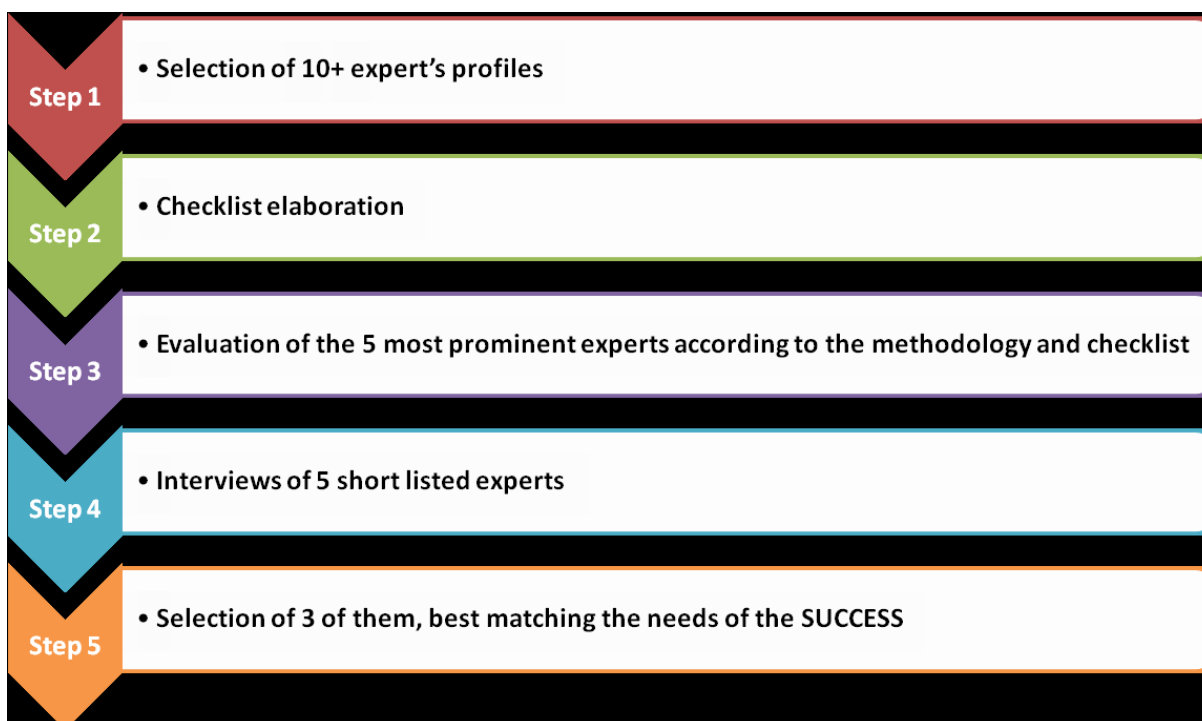 Step 1
• Selection of 10+ expert’s profiles
Step 2
• Checklist elaboration
Step 3
• Evaluation of the 5 most prominent experts according to the methodology and checklist
Step 4
• Interviews of 5 short listed experts
Step 5
• Selection of 3 of them, best matching the needs of the SUCCESS